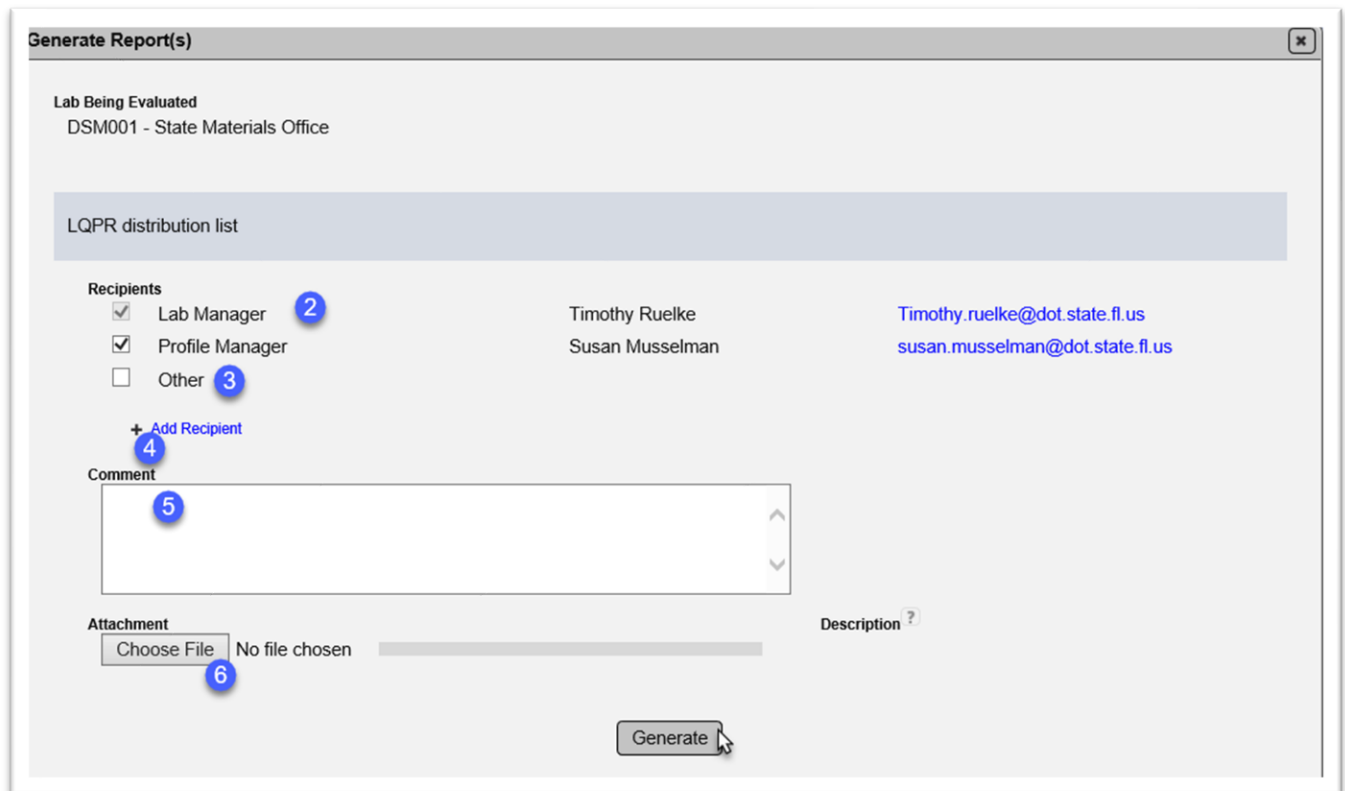 Generate Report(s)
Lab Being Evaluated
DSM001 - State Materials Office
LQPR distribution list
Recipients
Lab Manager 2 Timothy Ruelke Timothy.ruelke@dot.state.fl.us
Profile Manager Susan Musselman susan.musselman@dot.state.fl.us
Other 3
+ Add Recipient
4
Comment
5
Attachment Description ?
Choose File No file chosen
6
Generate